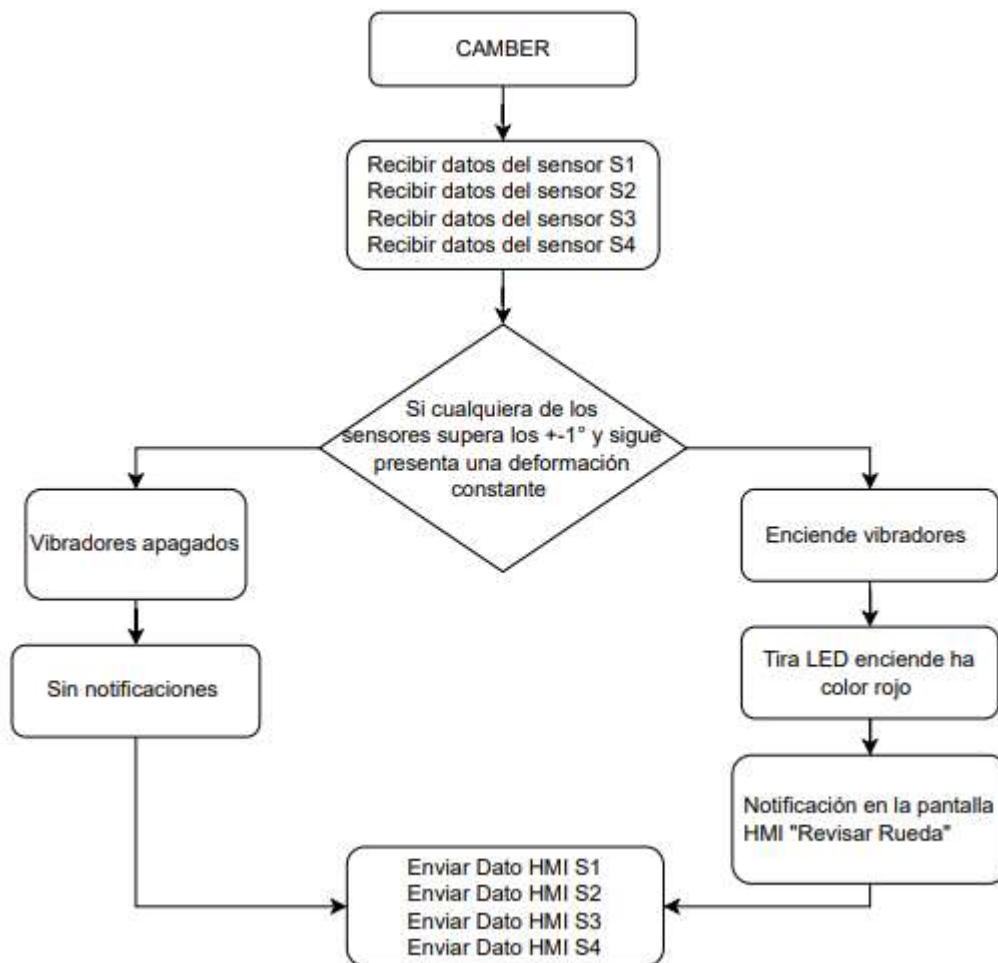 CAMBER
Recibir datos del sensor S1
Recibir datos del sensor S2
Recibir datos del sensor S3
Recibir datos del sensor S4
Si cualquiera de los
sensores supera los +-1° y sigue
presenta una deformación
constante
Vibradores apagados
Sin notificaciones
Enciende vibradores
Tira LED enciende ha
color rojo
Notificación en la pantalla
HMI "Revisar Rueda"
Enviar Dato HMI S1
Enviar Dato HMI S2
Enviar Dato HMI S3
Enviar Dato HMI S4